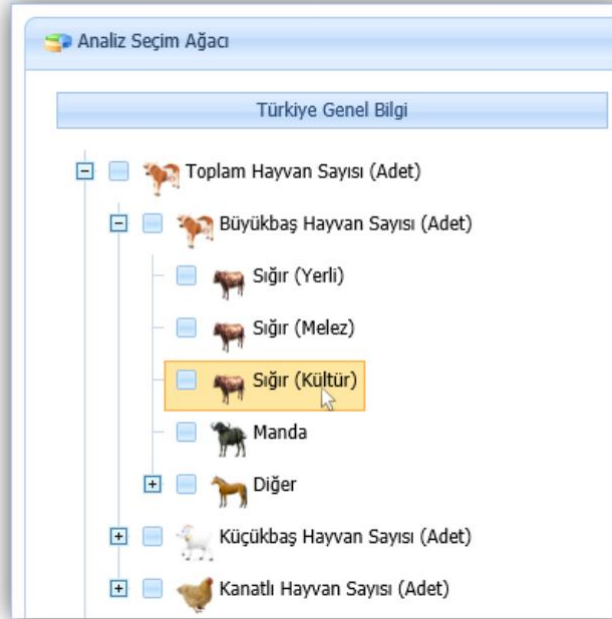 Analiz Seçim Ağacı
Türkiye Genel Bilgi
Toplam Hayvan Sayısı (Adet)
Büyükbaş Hayvan Sayısı (Adet)
Sığır (Yerli)
Sığır (Melez)
Sığır (Kültür)
Manda
Diğer
Küçükbaş Hayvan Sayısı (Adet)
Kanatlı Hayvan Sayısı (Adet)